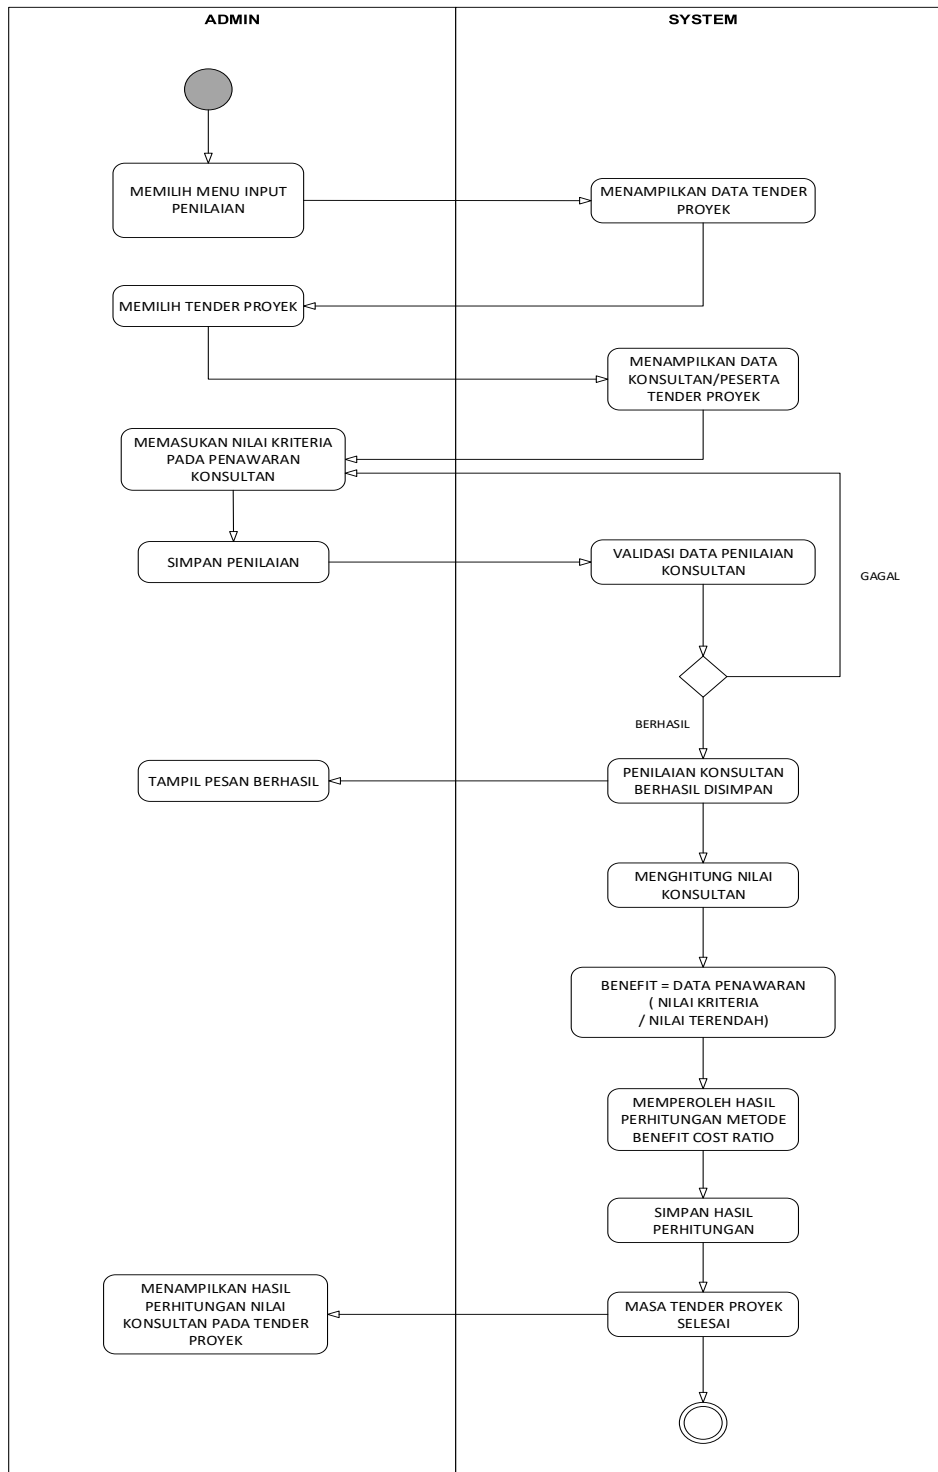 ADMIN
SYSTEM
MEMILIH MENU INPUT
PENILAIAN
MENAMPILKAN DATA TENDER
PROYEK
MEMILIH TENDER PROYEK
MENAMPILKAN DATA
KONSULTAN/PESERTA
TENDER PROYEK
MEMASUKAN NILAI KRITERIA
PADA PENAWARAN
KONSULTAN
SIMPAN PENILAIAN
VALIDASI DATA PENILAIAN
KONSULTAN
GAGAL
BERHASIL
TAMPIL PESAN BERHASIL
PENILAIAN KONSULTAN
BERHASIL DISIMPAN
MENGHITUNG NILAI
KONSULTAN
BENEFIT = DATA PENAWARAN
( NILAI KRITERIA
/ NILAI TERENDAH)
MEMPEROLEH HASIL
PERHITUNGAN METODE
BENEFIT COST RATIO
SIMPAN HASIL
PERHITUNGAN
MENAMPILKAN HASIL
PERHITUNGAN NILAI
KONSULTAN PADA TENDER
PROYEK
MASA TENDER PROYEK
SELESAI